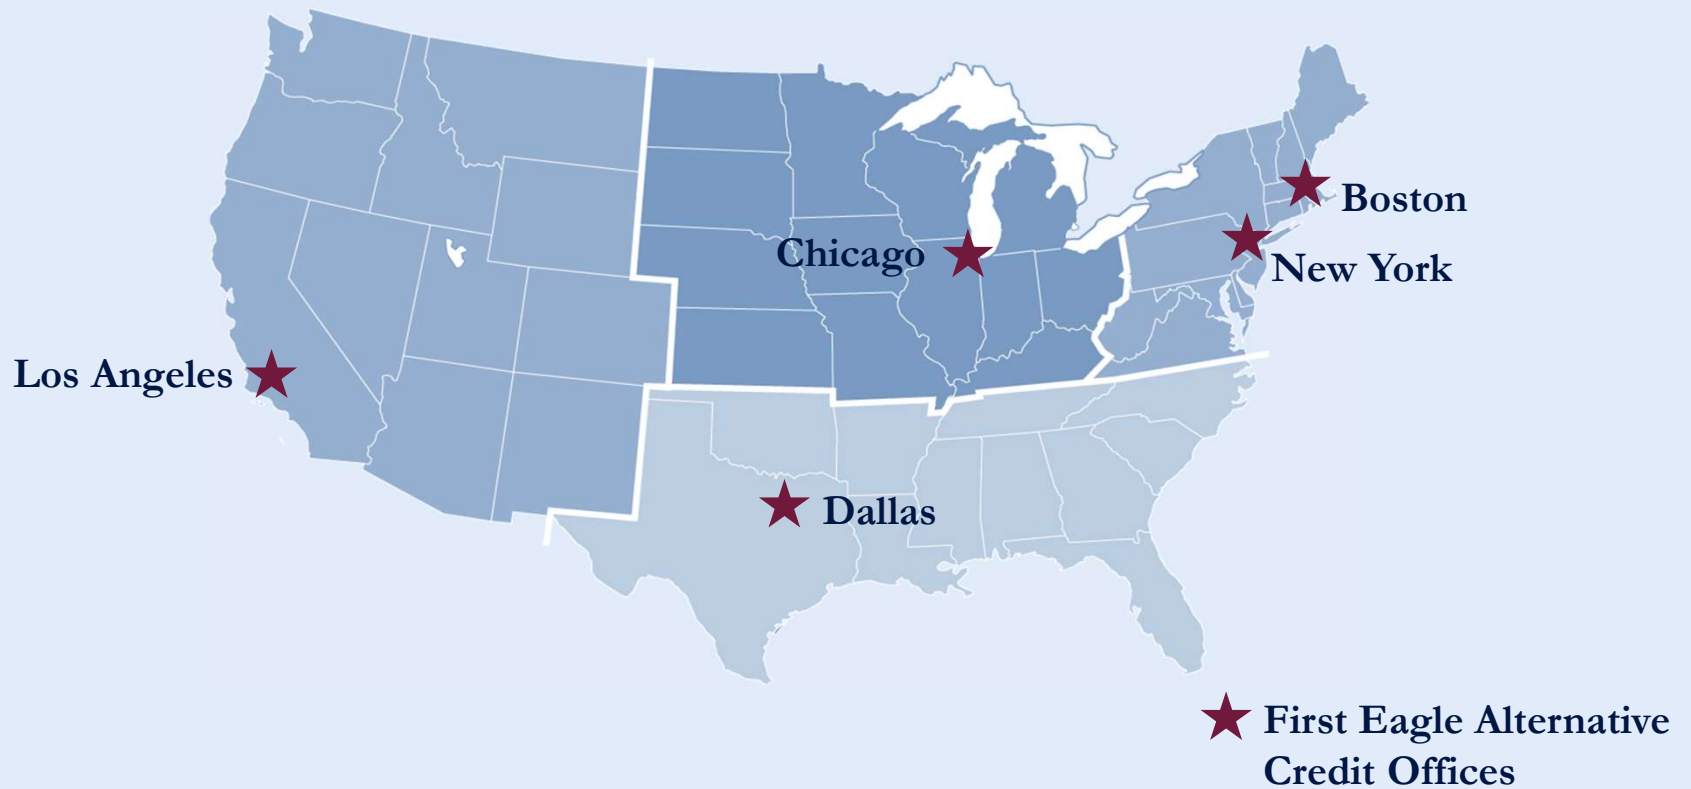 Boston
Chicago
New York
Los Angeles
Dallas
First Eagle Alternative
Credit Offices